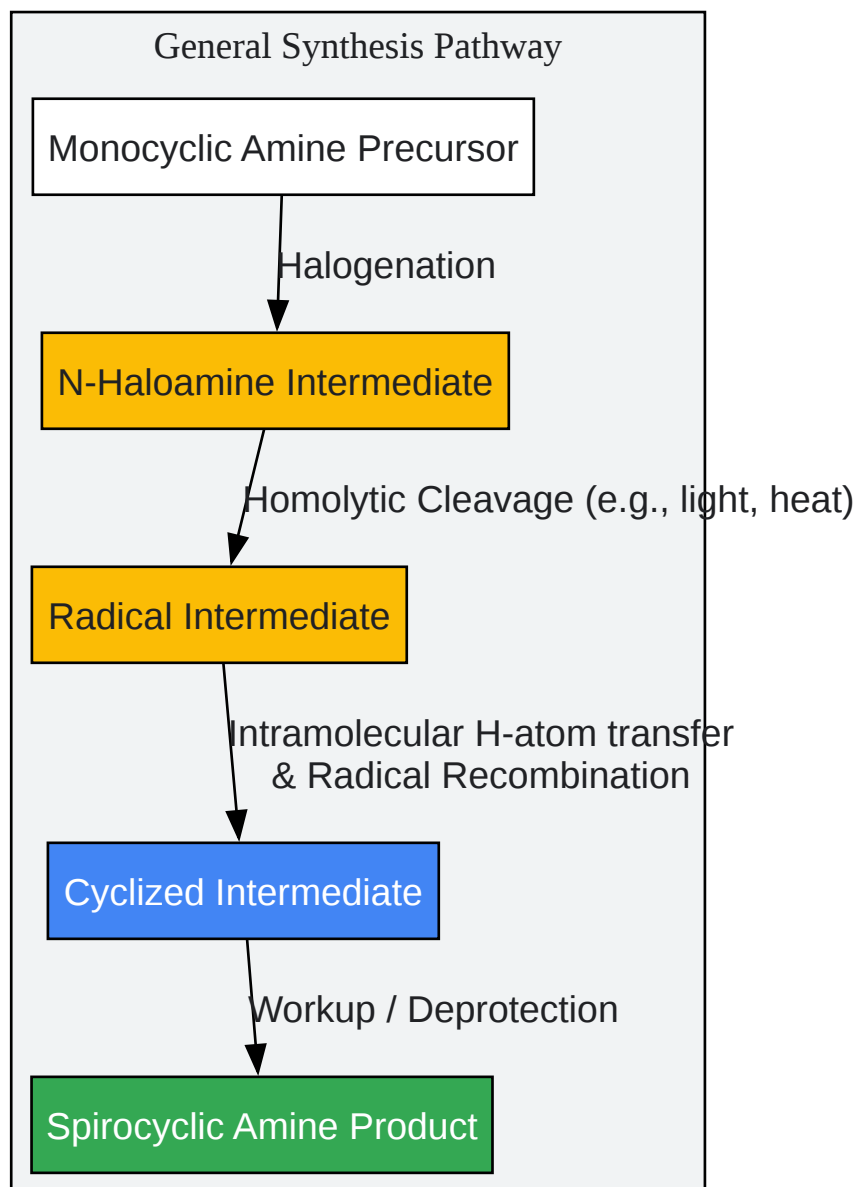 General Synthesis Pathway
Monocyclic Amine Precursor
Halogenation
N-Haloamine Intermediate
Homolytic Cleavage (e.g., light, heat)
Radical Intermediate
Intramolecular H-atom transfer
& Radical Recombination
Cyclized Intermediate
Workup / Deprotection
Spirocyclic Amine Product